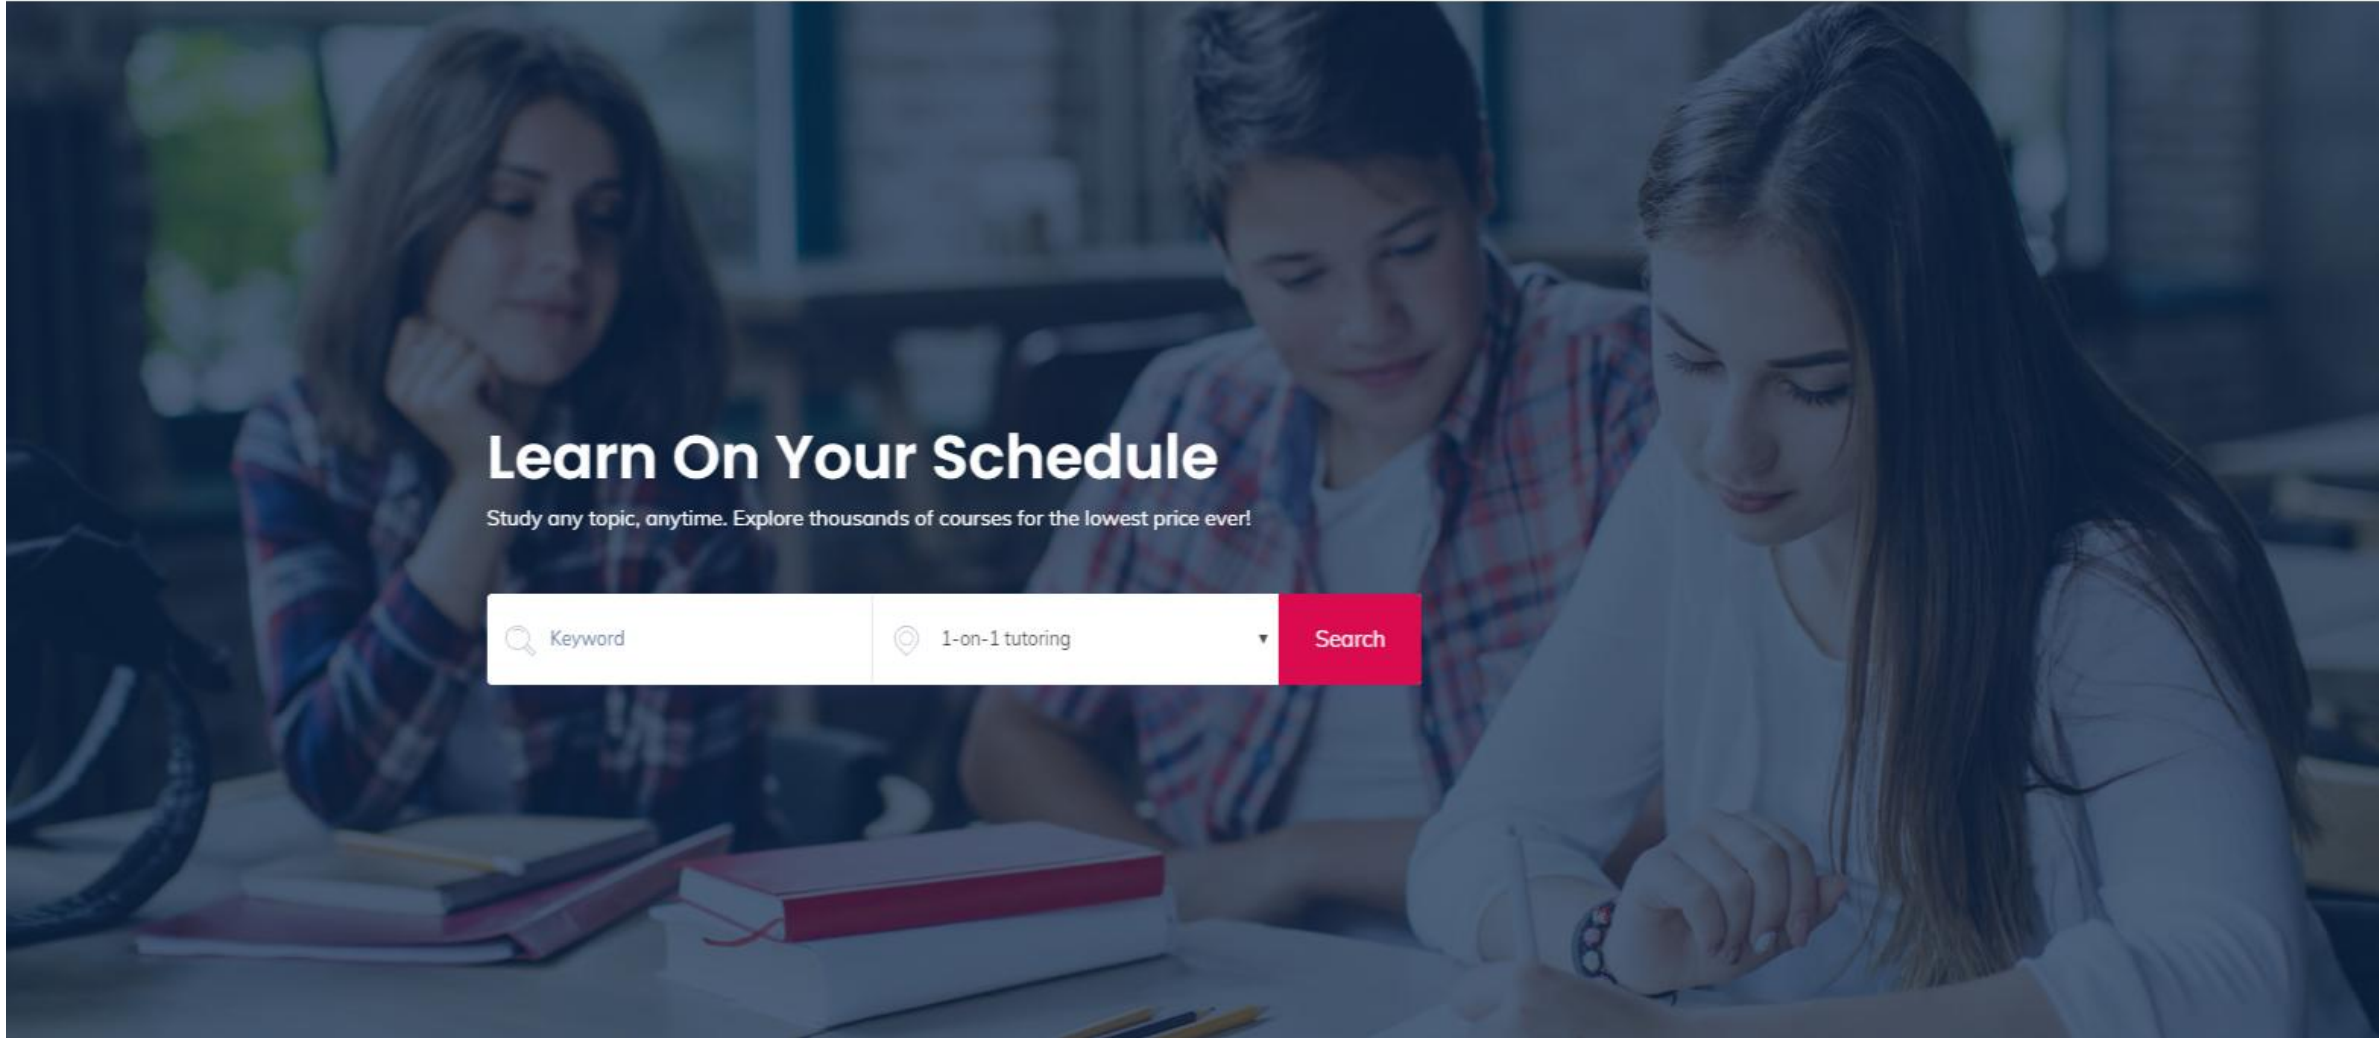 Learn On Your Schedule
Study any topic, anytime. Explore thousands of courses for the lowest price ever!
Keyword
1-on-1 tutoring
Search